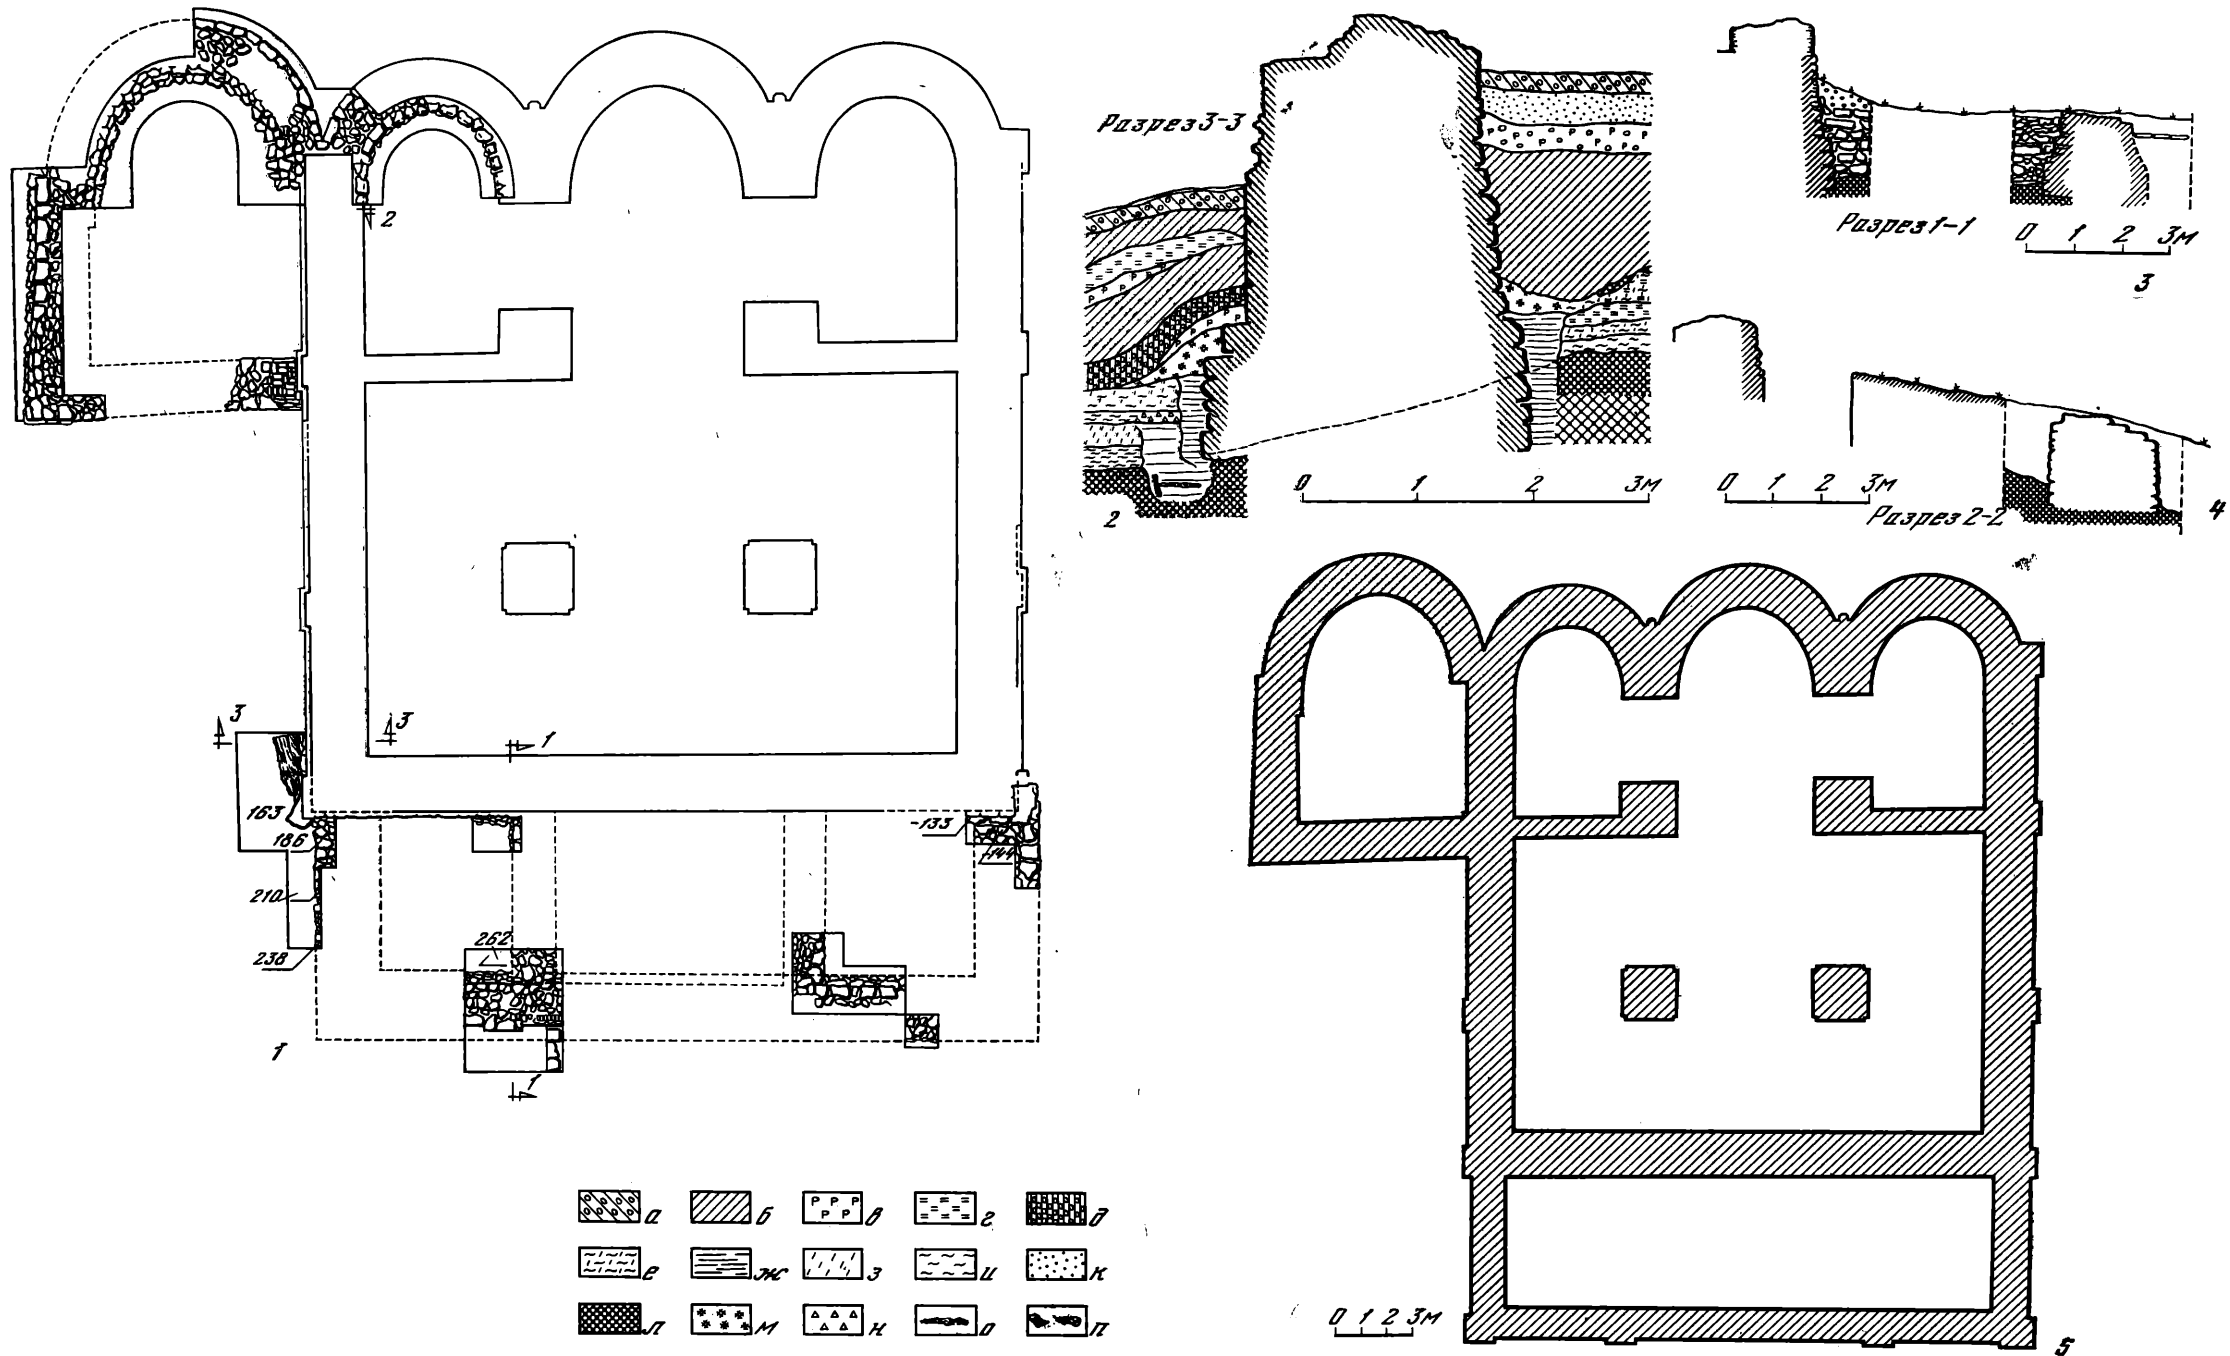 2
3
3
1
163
186
210
238
262
-133
-144
1
1
Разрез 3-3
2
0 1 2 3м
Разрез 1-1
0 1 2 3м
3
0 1 2 3м
Разрез 2-2
4
а б в г д
е ж з и к
л м н о п
0 1 2 3м
5